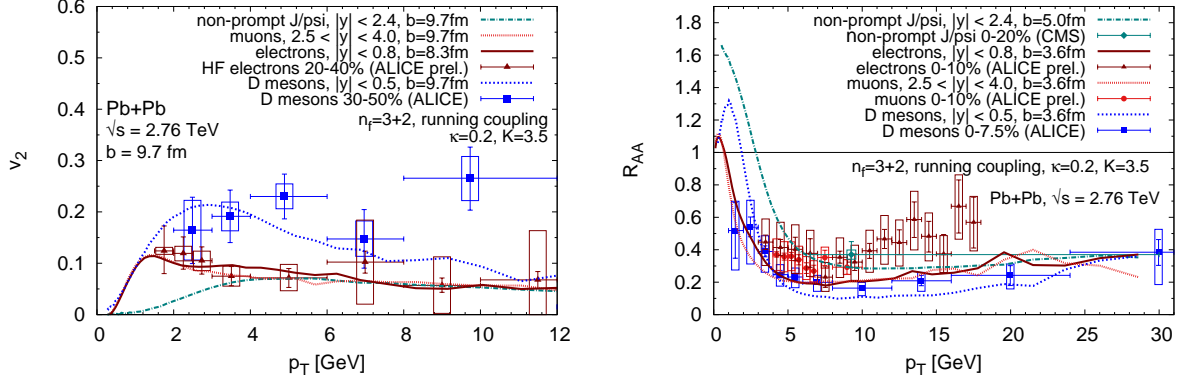 non-prompt J/psi, |y| < 2.4, b=9.7fm
muons, 2.5 < |y| < 4.0, b=9.7fm
electrons, |y| < 0.8, b=8.3fm
HF electrons 20-40% (ALICE prel.)
D mesons, |y| < 0.5, b=9.7fm
D mesons 30-50% (ALICE)
Pb+Pb
√s = 2.76 TeV
b = 9.7 fm
n_f=3+2, running coupling
κ=0.2, K=3.5
v_2
0.6
0.5
0.4
0.3
0.2
0.1
0
0 2 4 6 8 10 12
p_T [GeV]
non-prompt J/psi, |y| < 2.4, b=5.0fm
non-prompt J/psi 0-20% (CMS)
electrons, |y| < 0.8, b=3.6fm
electrons 0-10% (ALICE prel.)
muons, 2.5 < |y| < 4.0, b=3.6fm
muons 0-10% (ALICE prel.)
D mesons, |y| < 0.5, b=3.6fm
D mesons 0-7.5% (ALICE)
n_f=3+2, running coupling, κ=0.2, K=3.5
Pb+Pb, √s = 2.76 TeV
R_AA
1.8
1.6
1.4
1.2
1
0.8
0.6
0.4
0.2
0
0 5 10 15 20 25 30
p_T [GeV]